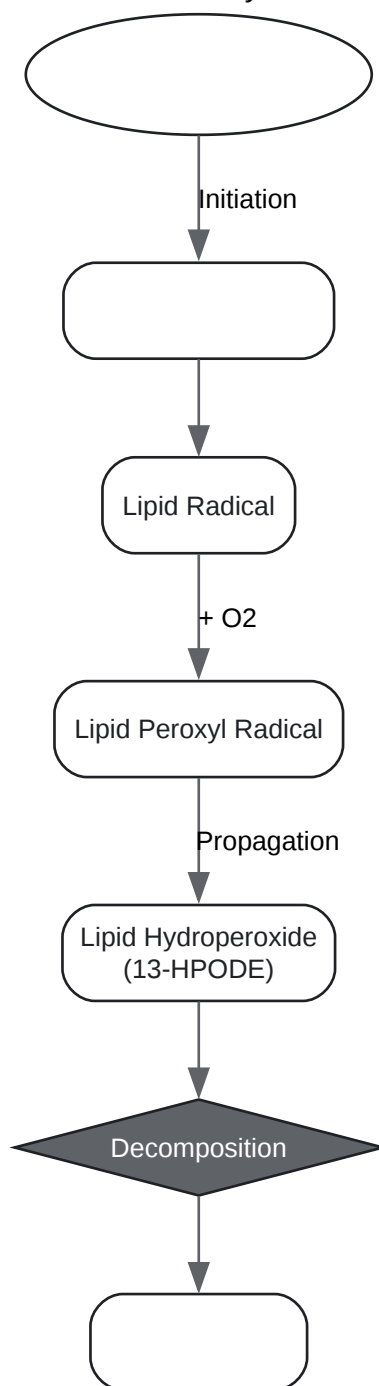 Initiation
Lipid Radical
+ O2
Lipid Peroxyl Radical
Propagation
Lipid Hydroperoxide
(13-HPODE)
Decomposition